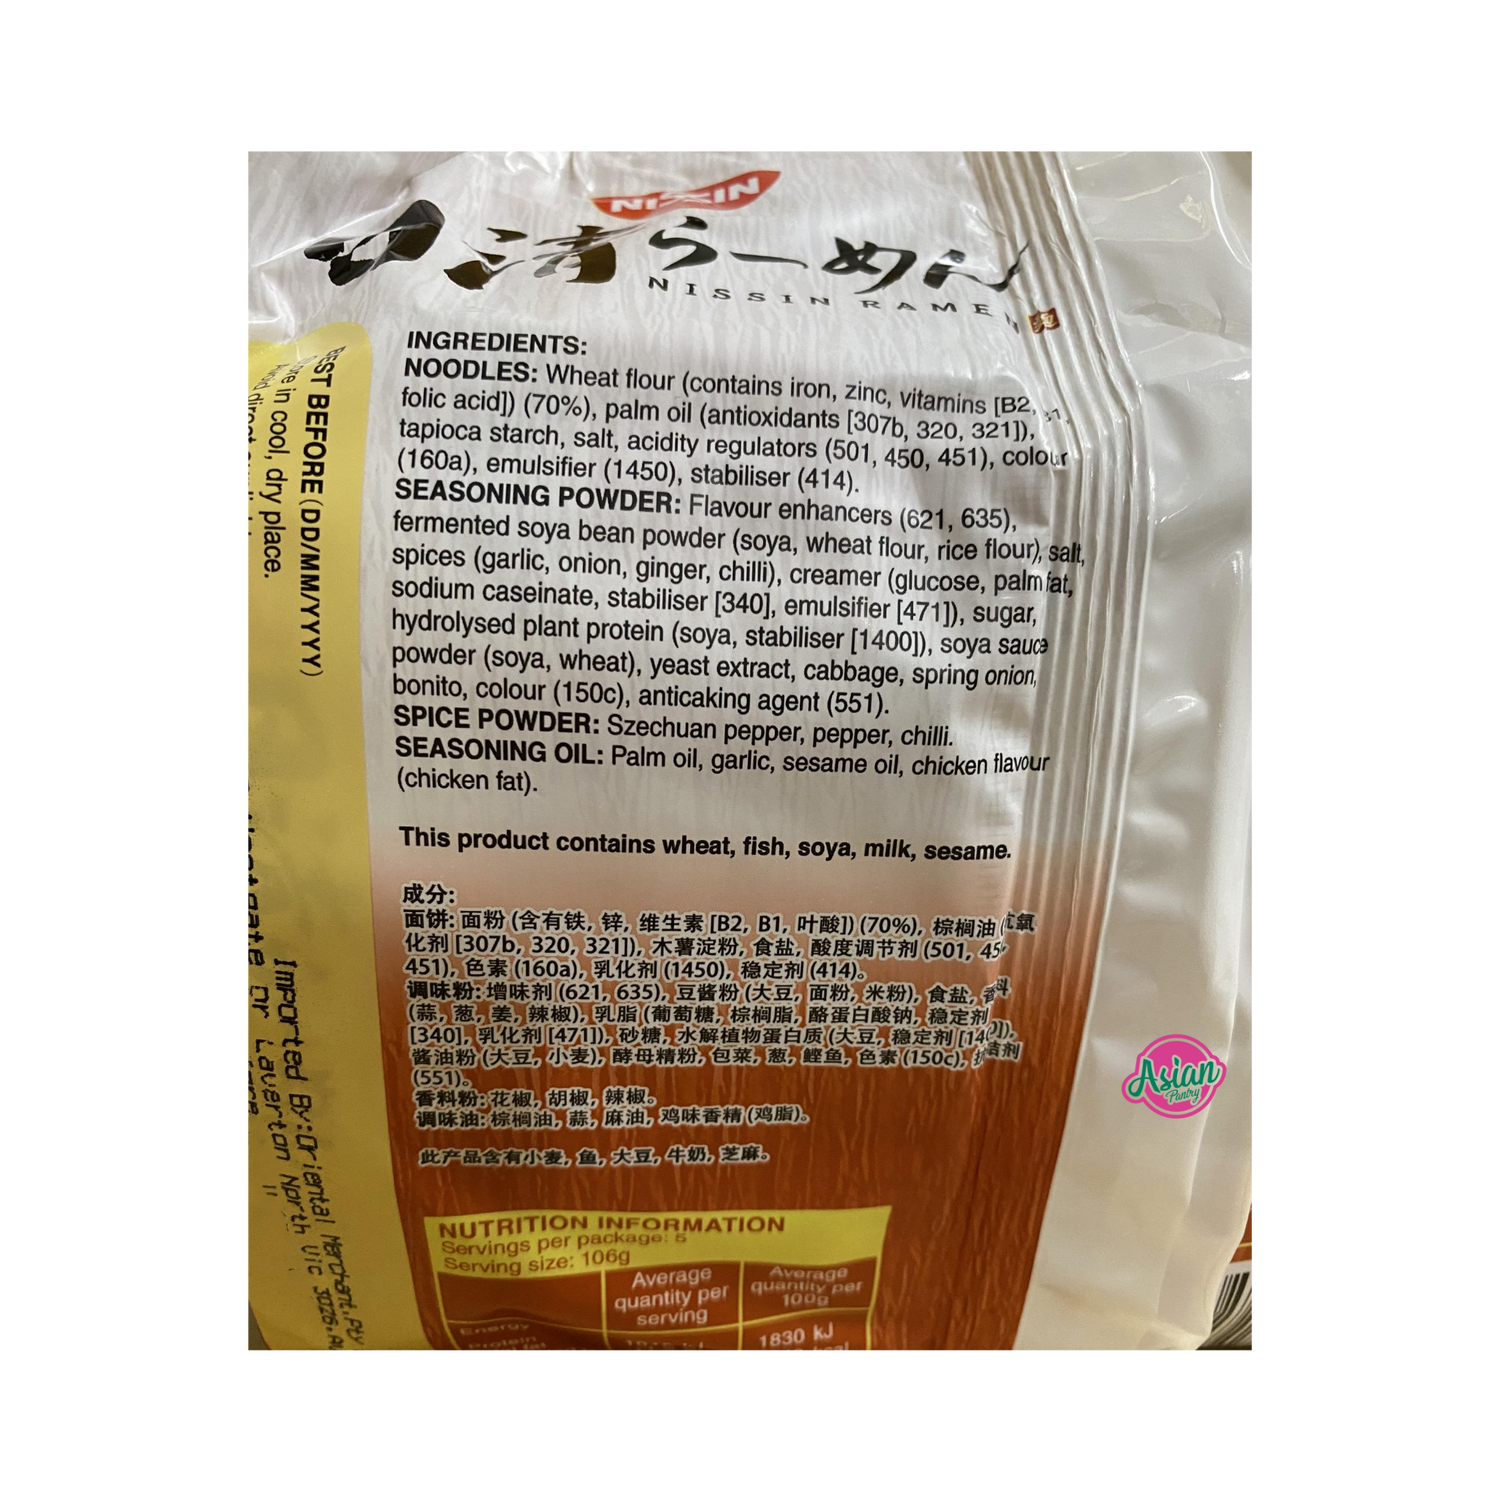 NISSIN
日清らーめん
NISSIN RAMEN
INGREDIENTS:
NOODLES: Wheat flour (contains iron, zinc, vitamins [B2, B1,
folic acid]) (70%), palm oil (antioxidants [307b, 320, 321]),
tapioca starch, salt, acidity regulators (501, 450, 451), colour
(160a), emulsifier (1450), stabiliser (414).
SEASONING POWDER: Flavour enhancers (621, 635),
fermented soya bean powder (soya, wheat flour, rice flour), salt,
spices (garlic, onion, ginger, chilli), creamer (glucose, palm fat,
sodium caseinate, stabiliser [340], emulsifier [471]), sugar,
hydrolysed plant protein (soya, stabiliser [1400]), soya sauce
powder (soya, wheat), yeast extract, cabbage, spring onion,
bonito, colour (150c), anticaking agent (551).
SPICE POWDER: Szechuan pepper, pepper, chilli.
SEASONING OIL: Palm oil, garlic, sesame oil, chicken flavour
(chicken fat).
This product contains wheat, fish, soya, milk, sesame.
成分:
面饼: 面粉 (含有铁, 锌, 维生素 [B2, B1, 叶酸]) (70%), 棕榈油 (抗氧
化剂 [307b, 320, 321]), 木薯淀粉, 食盐, 酸度调节剂 (501, 45
451), 色素 (160a), 乳化剂 (1450), 稳定剂 (414)。
调味粉: 增味剂 (621, 635), 豆酱粉 (大豆, 面粉, 米粉), 食盐, 香料
(蒜, 葱, 姜, 辣椒), 乳脂 (葡萄糖, 棕榈脂, 酪蛋白酸钠, 稳定剂
[340], 乳化剂 [471]), 砂糖, 水解植物蛋白质 (大豆, 稳定剂 [140]),
酱油粉 (大豆, 小麦), 酵母精粉, 包菜, 葱, 鲣鱼, 色素 (150c), 抗结剂
(551)。
香料粉: 花椒, 胡椒, 辣椒。
调味油: 棕榈油, 蒜, 麻油, 鸡味香精 (鸡脂)。
此产品含有小麦, 鱼, 大豆, 牛奶, 芝麻。
NUTRITION INFORMATION
Servings per package: 5
Serving size: 106g
Average
quantity per
serving
Average
quantity per
100g
Energy
1830 kJ
Protein
BEST BEFORE (DD/MM/YYYY)
in cool, dry place.
Imported By:Oriental Merchant.Pty
Laverton North Vic 3026.
Asian
Pantry